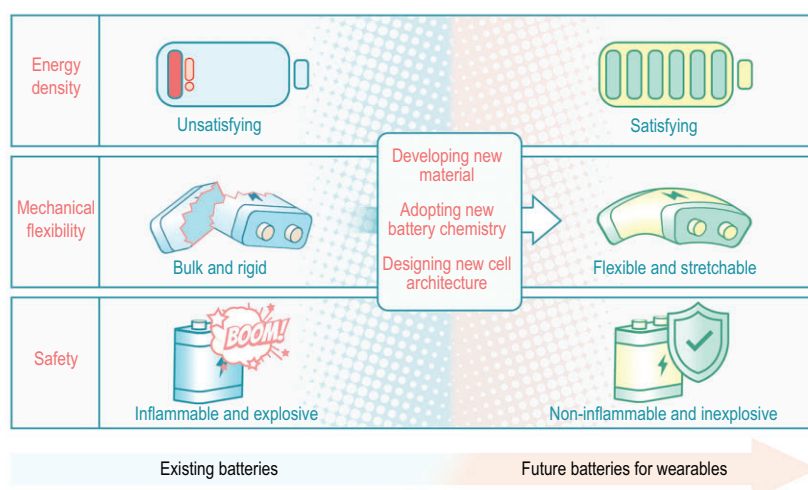 Energy
density
Unsatisfying
Satisfying
Mechanical
flexibility
Bulk and rigid
Developing new
material
Adopting new
battery chemistry
Designing new cell
architecture
Flexible and stretchable
Safety
BOOM!
Inflammable and explosive
Non-inflammable and inexplosive
Existing batteries
Future batteries for wearables